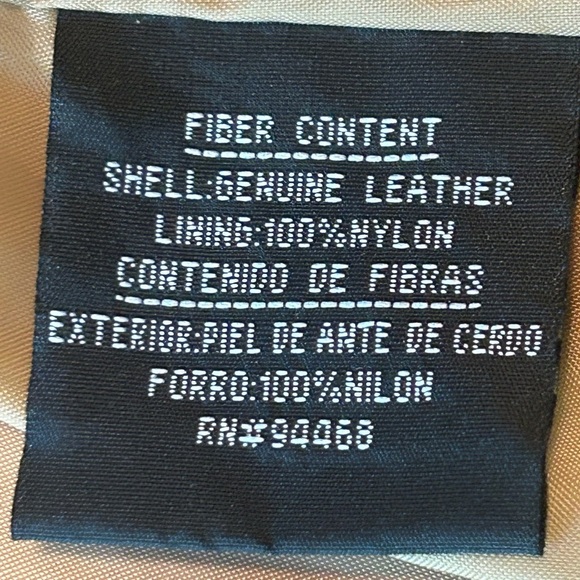 FIBER CONTENT
SHELL:GENUINE LEATHER
LINING:100%NYLON
CONTENIDO DE FIBRAS
EXTERIOR:PIEL DE ANTE DE CERDO
FORRO:100%NILON
RN#94468